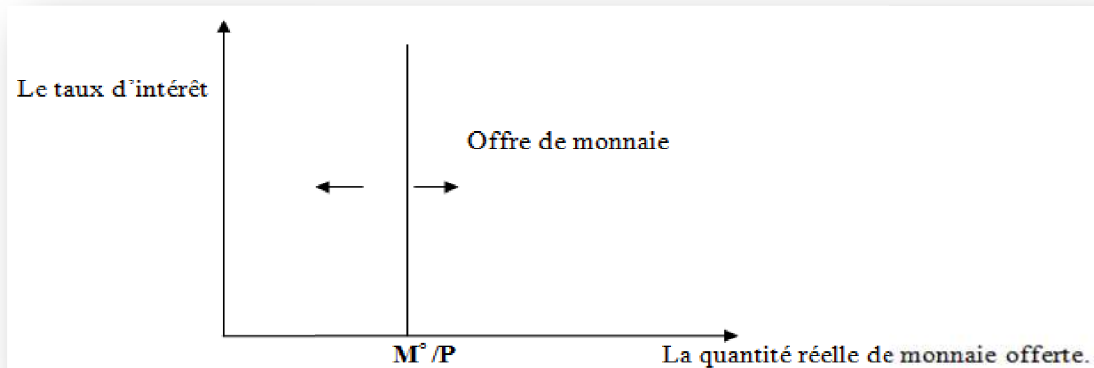 Le taux d'intérêt
Offre de monnaie
M° /P
La quantité réelle de monnaie offerte.